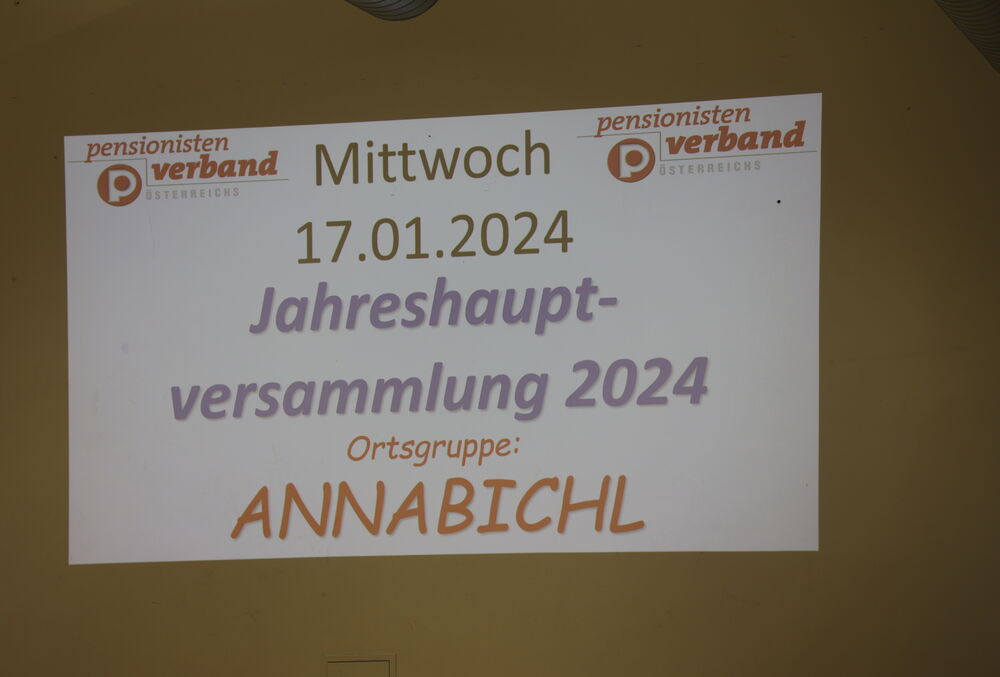 pensionisten
verband
ÖSTERREICHS
Mittwoch
pensionisten
verband
ÖSTERREICHS
17.01.2024
Jahreshaupt-
versammlung 2024
Ortsgruppe:
ANNABICHL